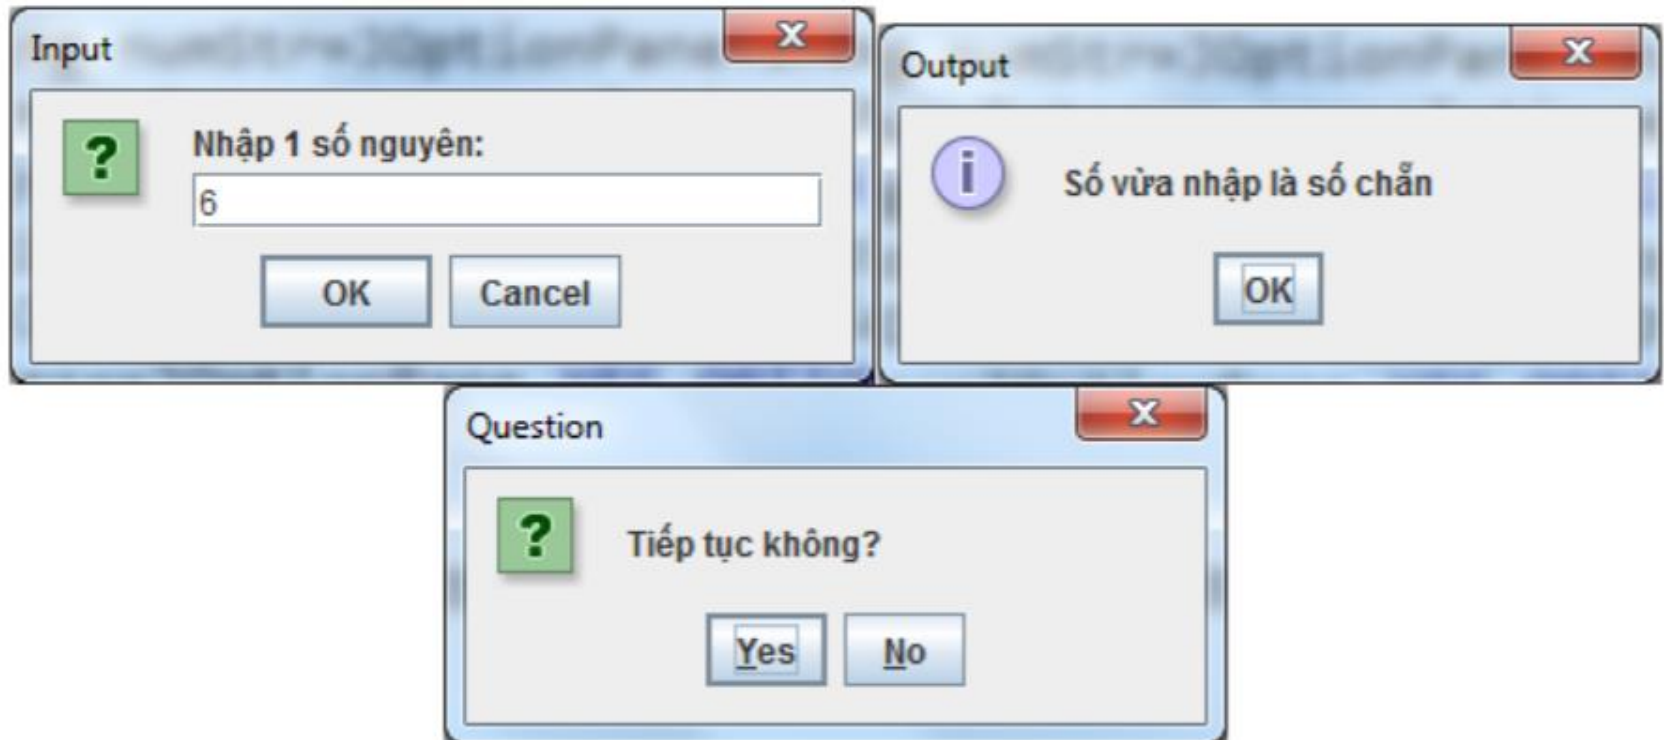 Input
Nhập 1 số nguyên:
6
OK Cancel
Output
Số vừa nhập là số chẵn
OK
Question
Tiếp tục không?
Yes No